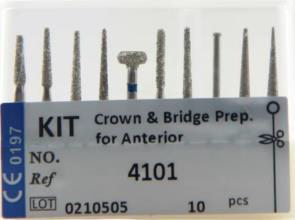 KIT Crown & Bridge Prep.
for Anterior
NO.
Ref 4101
LOT 0210505 10 pcs
CE 0197